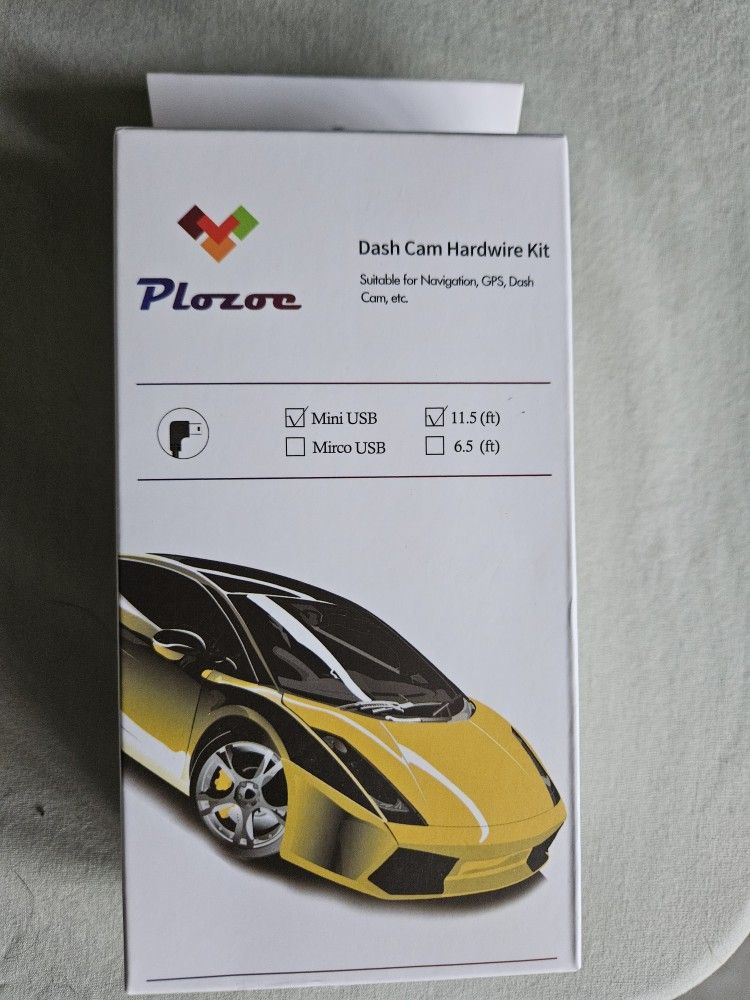 Plozoe
Dash Cam Hardwire Kit
Suitable for Navigation, GPS, Dash
Cam, etc.
Mini USB 11.5 (ft)
Mirco USB 6.5 (ft)